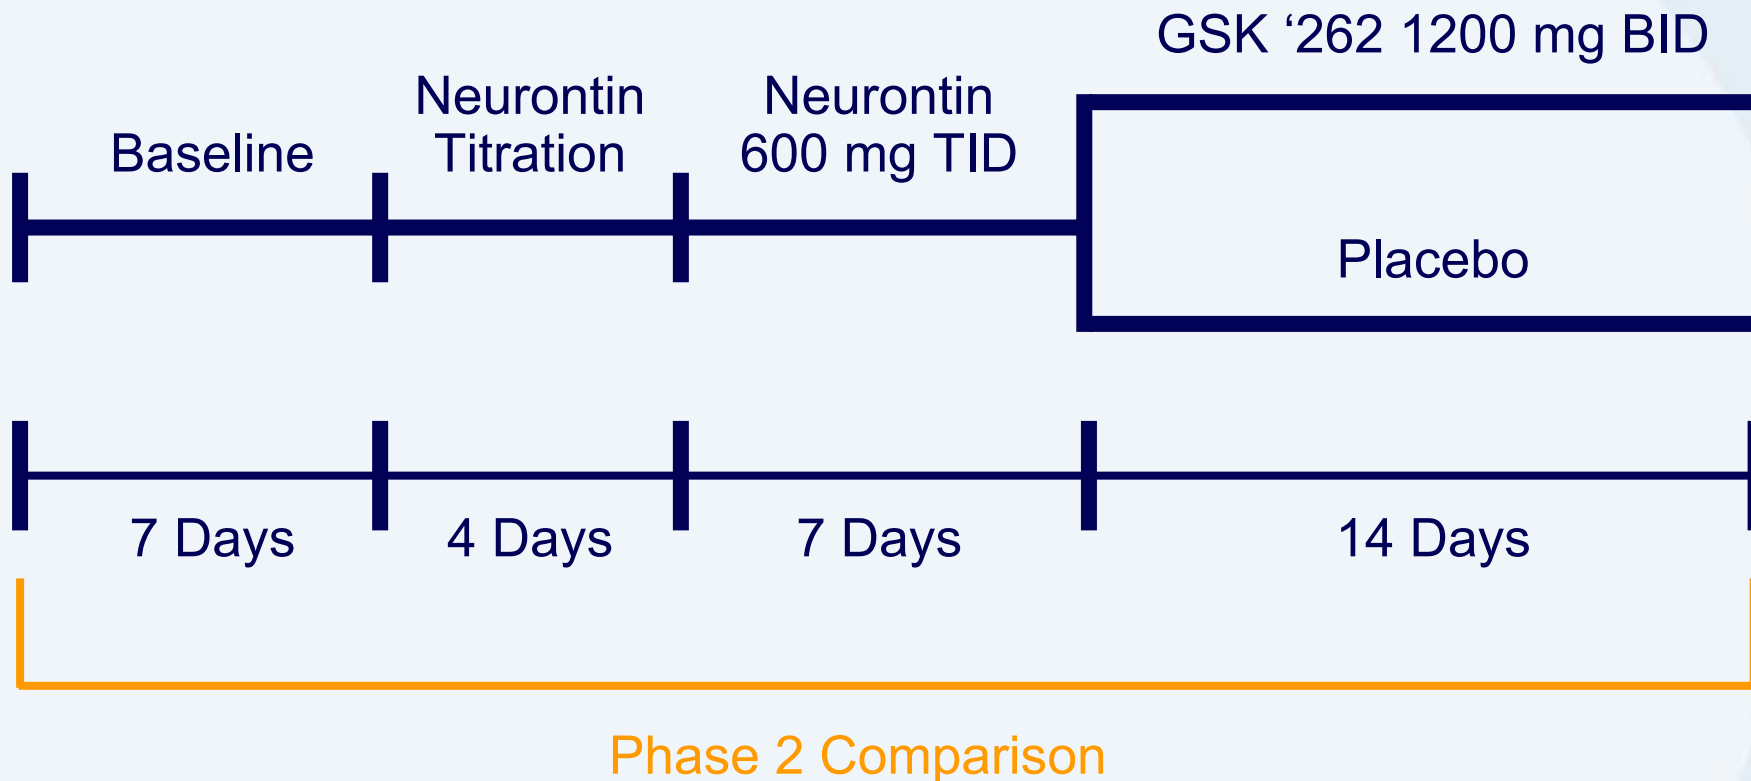 GSK ‘262 1200 mg BID
Neurontin
Titration
Neurontin
600 mg TID
Baseline
Placebo
7 Days
4 Days
7 Days
14 Days
Phase 2 Comparison